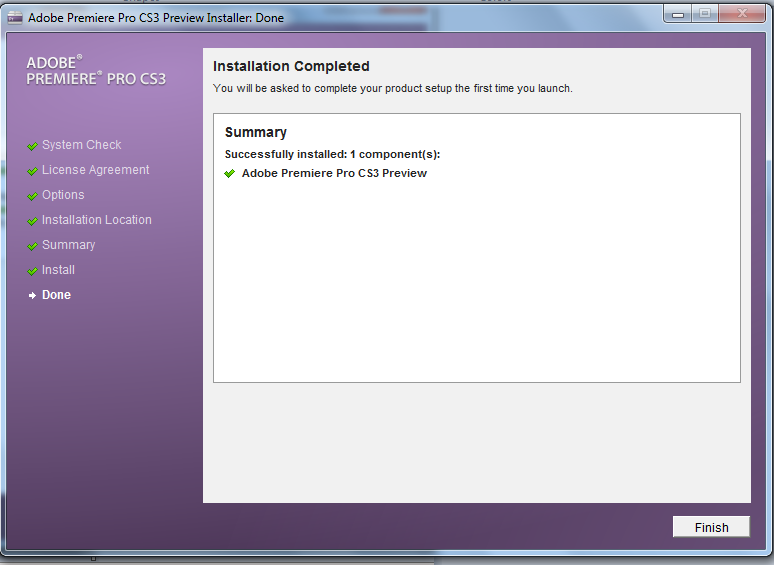 Adobe Premiere Pro CS3 Preview Installer: Done
ADOBE®
PREMIERE® PRO CS3
System Check
License Agreement
Options
Installation Location
Summary
Install
Done
Installation Completed
You will be asked to complete your product setup the first time you launch.
Summary
Successfully installed: 1 component(s):
Adobe Premiere Pro CS3 Preview
Finish